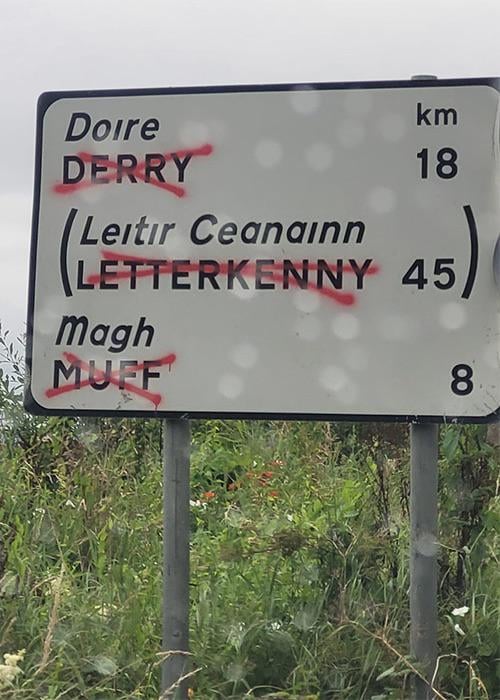 Doire km
DERRY 18
(Leitir Ceanainn
LETTERKENNY 45)
Magh
MUFF 8